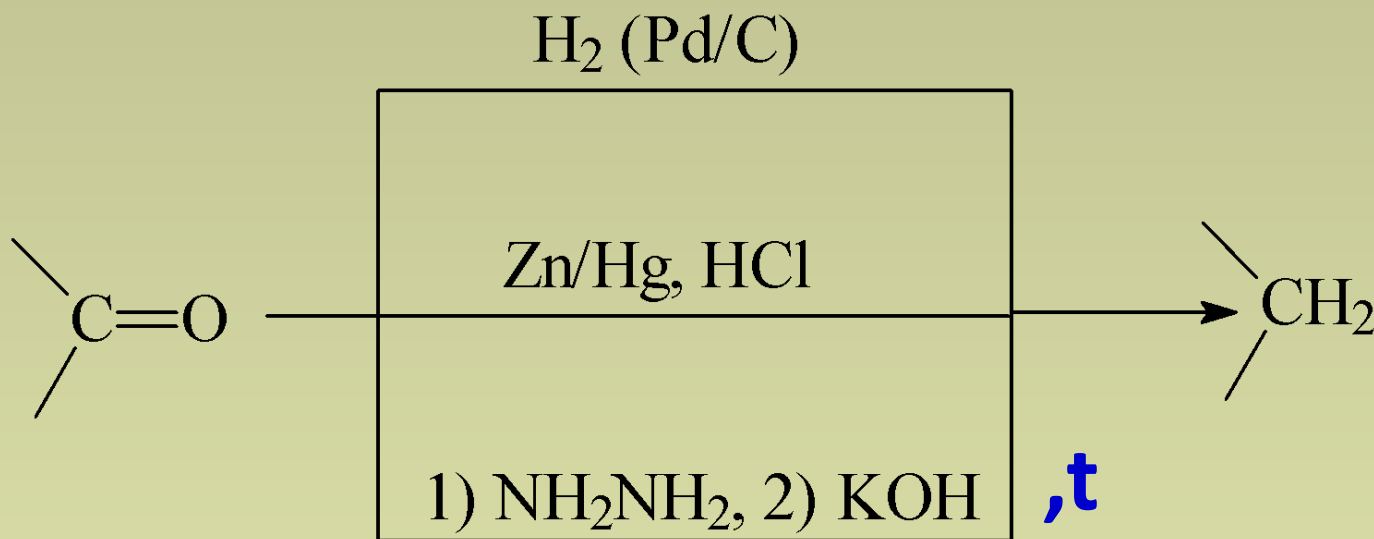 H₂ (Pd/C)
Zn/Hg, HCl
C=O
CH₂
1) NH₂NH₂, 2) KOH ,t